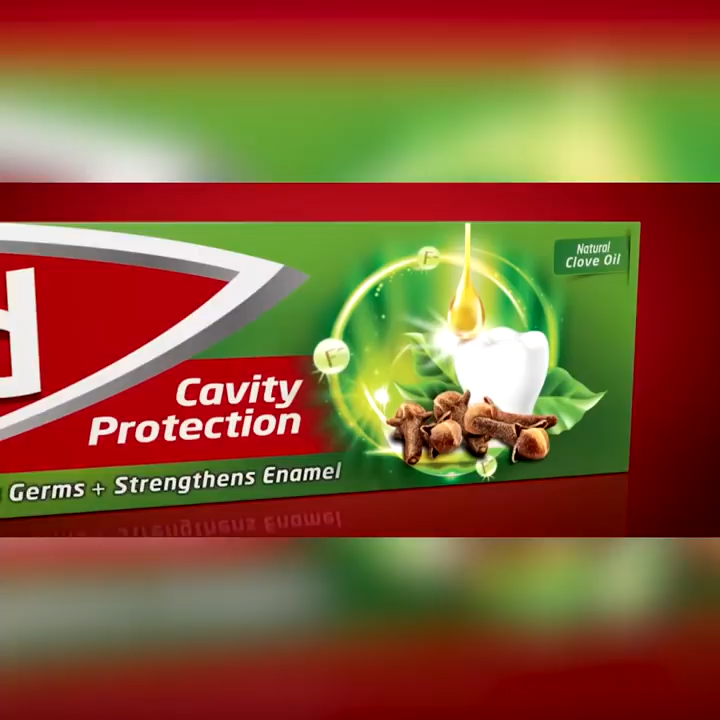 d
Natural
Clove Oil
Cavity
Protection
Germs + Strengthens Enamel
F
F
F